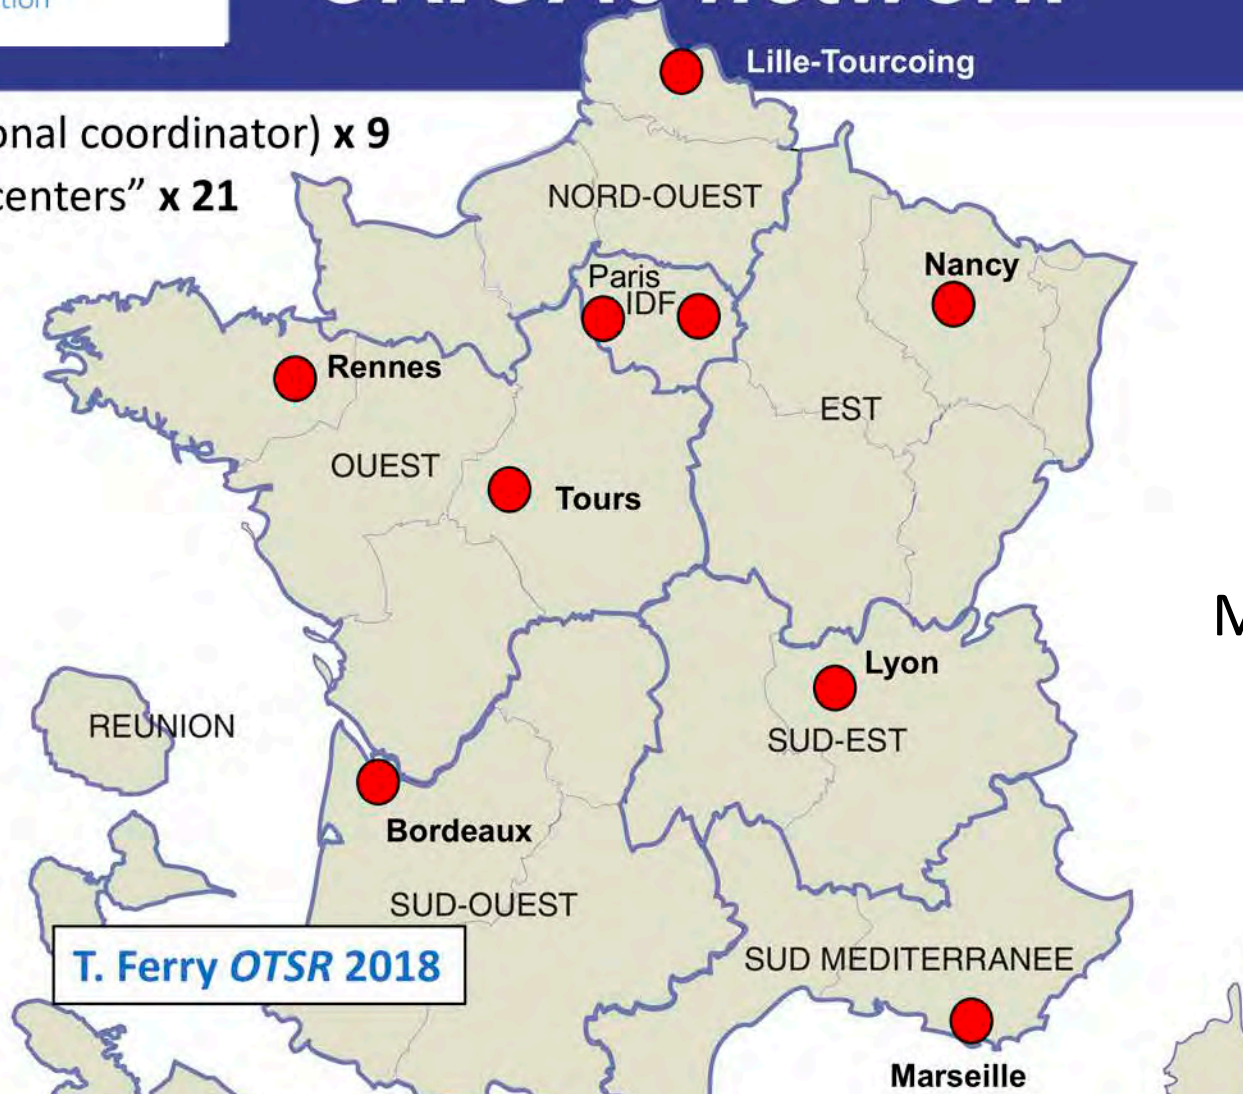 Lille-Tourcoing
onal coordinator) x 9
centers” x 21
NORD-OUEST
Nancy
Paris
IDF
Rennes
EST
OUEST
Tours
M
Lyon
REUNION
SUD-EST
Bordeaux
SUD-OUEST
T. Ferry OTSR 2018
SUD MEDITERRANEE
Marseille